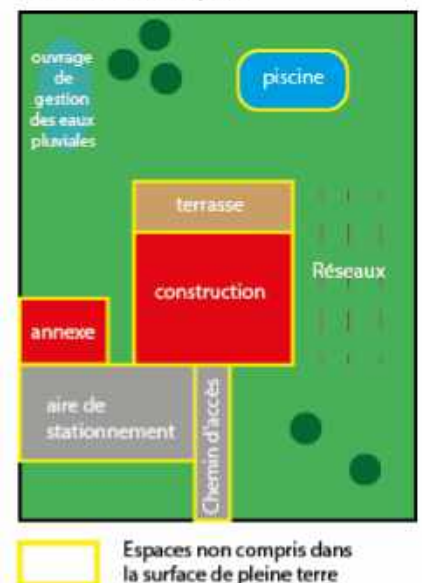 ouvrage
de
gestion
des eaux
pluviales
piscine
terrasse
construction
Réseaux
annexe
aire de
stationnement
Chemin d'accès
Espaces non compris dans
la surface de pleine terre